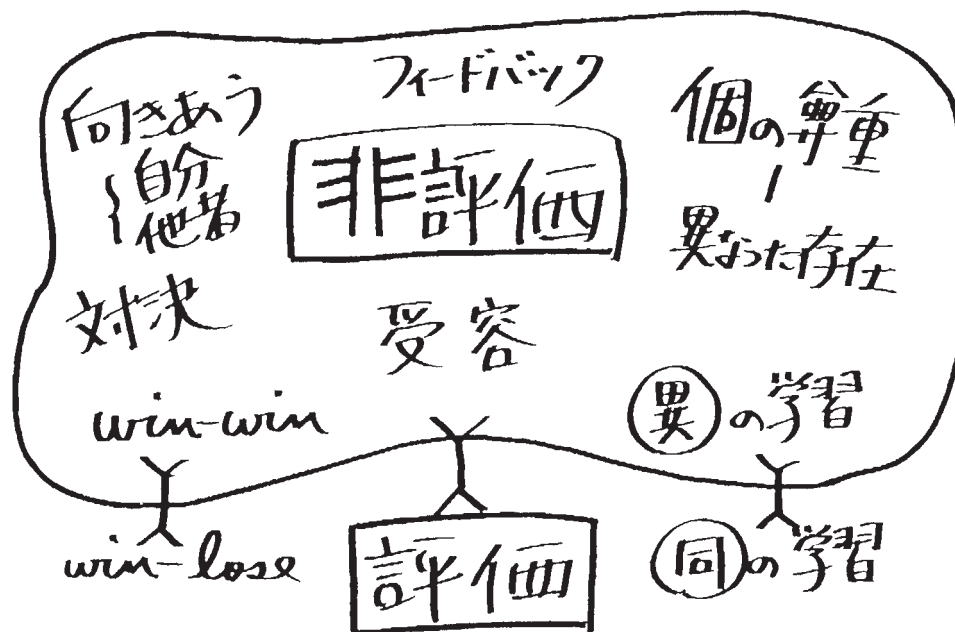 フィードバック
向きあう
自分
他者
非評価
個の尊重
異なった存在
対決
受容
win-win
異の学習
win-lose
評価
同の学習